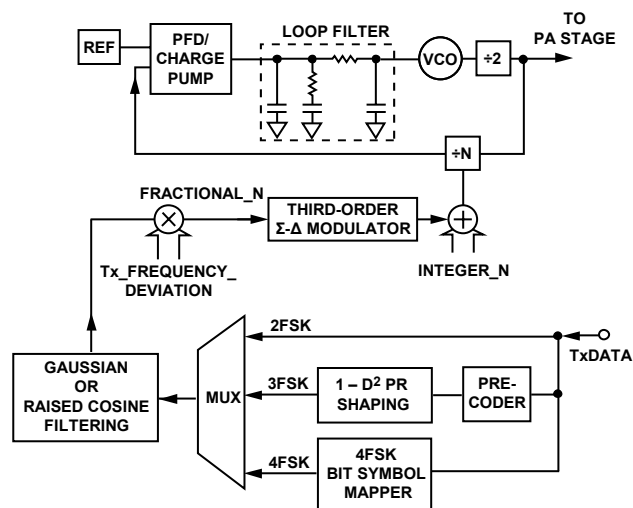 TO
PA STAGE
LOOP FILTER
REF
PFD/
CHARGE
PUMP
VCO
÷2
÷N
FRACTIONAL_N
THIRD-ORDER
Σ-Δ MODULATOR
Tx_FREQUENCY_
DEVIATION
INTEGER_N
2FSK
TxDATA
GAUSSIAN
OR
RAISED COSINE
FILTERING
MUX
3FSK
1 – D² PR
SHAPING
PRE-
CODER
4FSK
4FSK
BIT SYMBOL
MAPPER